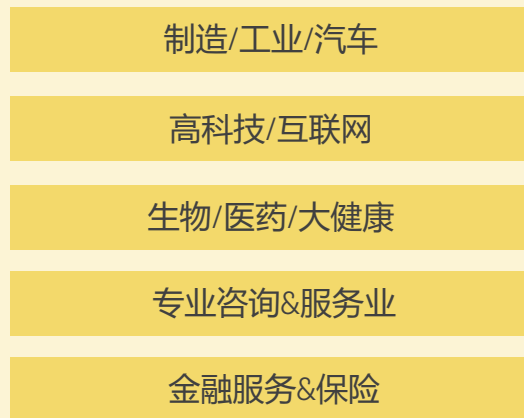 制造/工业/汽车
高科技/互联网
生物/医药/大健康
专业咨询&服务业
金融服务&保险